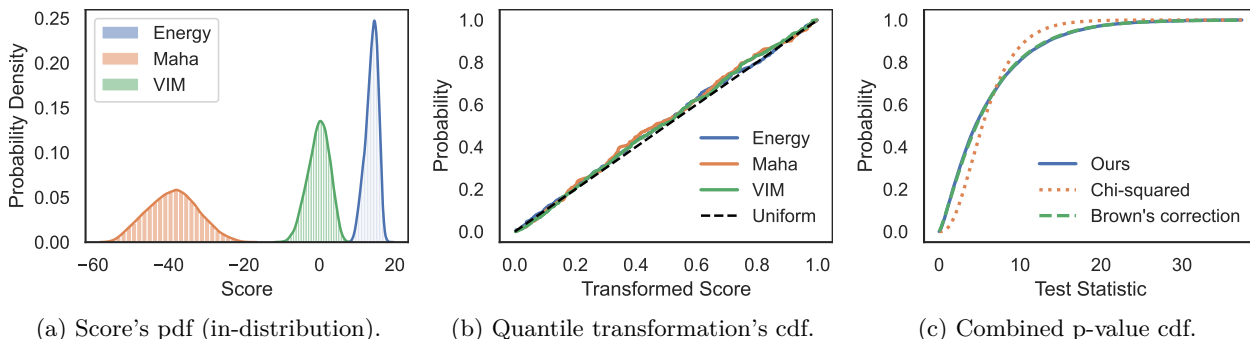 0.25
0.20
0.15
0.10
0.05
0.00
Probability Density
Energy
Maha
VIM
−60
−40
−20
0
20
Score
(a) Score's pdf (in-distribution).
1.0
0.8
0.6
0.4
0.2
0.0
Probability
Energy
Maha
VIM
Uniform
0.0
0.2
0.4
0.6
0.8
1.0
Transformed Score
(b) Quantile transformation's cdf.
1.0
0.8
0.6
0.4
0.2
0.0
Probability
Ours
Chi-squared
Brown's correction
0
10
20
30
Test Statistic
(c) Combined p-value cdf.